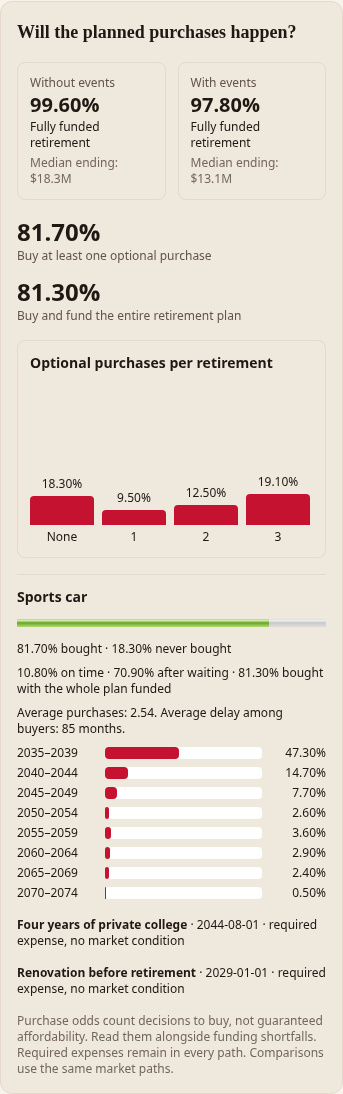 Will the planned purchases happen?
Without events
99.60%
Fully funded
retirement
Median ending:
$18.3M
With events
97.80%
Fully funded
retirement
Median ending:
$13.1M
81.70%
Buy at least one optional purchase
81.30%
Buy and fund the entire retirement plan
Optional purchases per retirement
18.30% 9.50% 12.50% 19.10%
None 1 2 3
Sports car
81.70% bought · 18.30% never bought
10.80% on time · 70.90% after waiting · 81.30% bought
with the whole plan funded
Average purchases: 2.54. Average delay among
buyers: 85 months.
2035–2039 47.30%
2040–2044 14.70%
2045–2049 7.70%
2050–2054 2.60%
2055–2059 3.60%
2060–2064 2.90%
2065–2069 2.40%
2070–2074 0.50%
Four years of private college · 2044-08-01 · required
expense, no market condition
Renovation before retirement · 2029-01-01 · required
expense, no market condition
Purchase odds count decisions to buy, not guaranteed
affordability. Read them alongside funding shortfalls.
Required expenses remain in every path. Comparisons
use the same market paths.